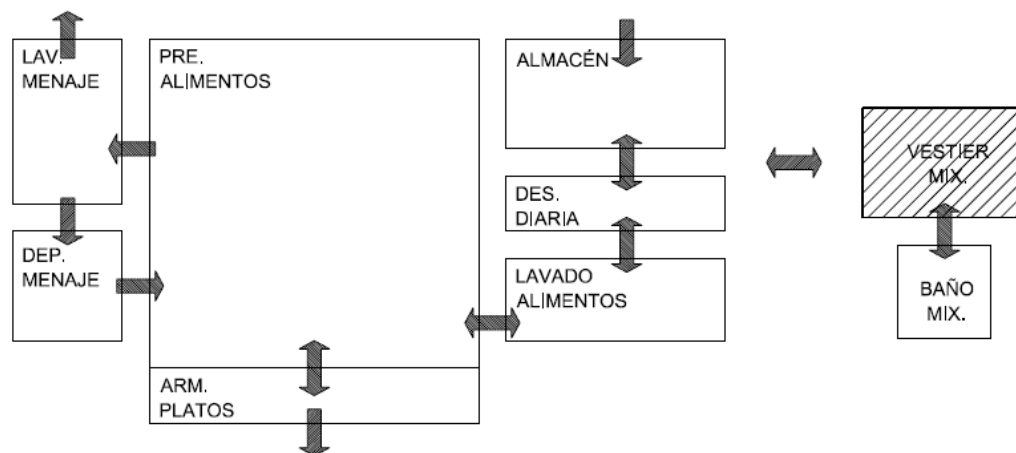 LAV.
MENAJE
PRE.
ALIMENTOS
ALMACÉN
VESTIER
MIX.
DES.
DIARIA
DEP.
MENAJE
LAVADO
ALIMENTOS
BAÑO
MIX.
ARM.
PLATOS